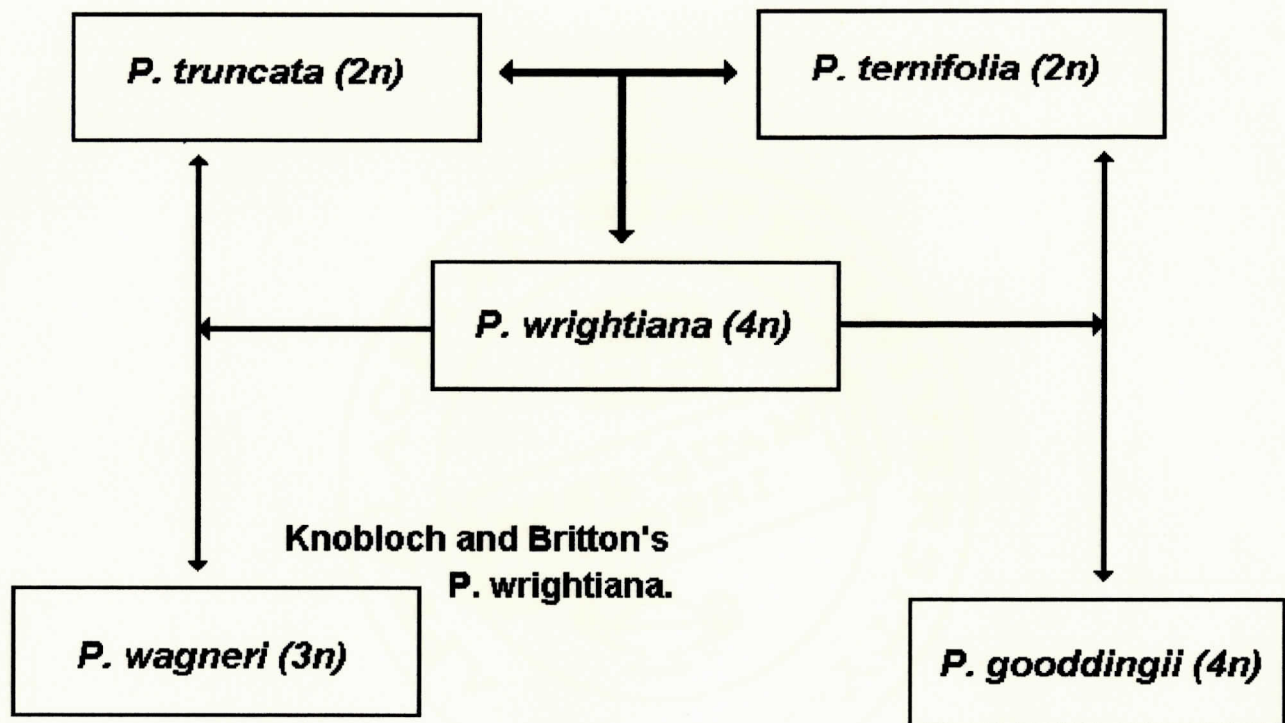 P. truncata (2n)
P. ternifolia (2n)
P. wrightiana (4n)
Knobloch and Britton's
P. wrightiana.
P. wagneri (3n)
P. gooddingii (4n)